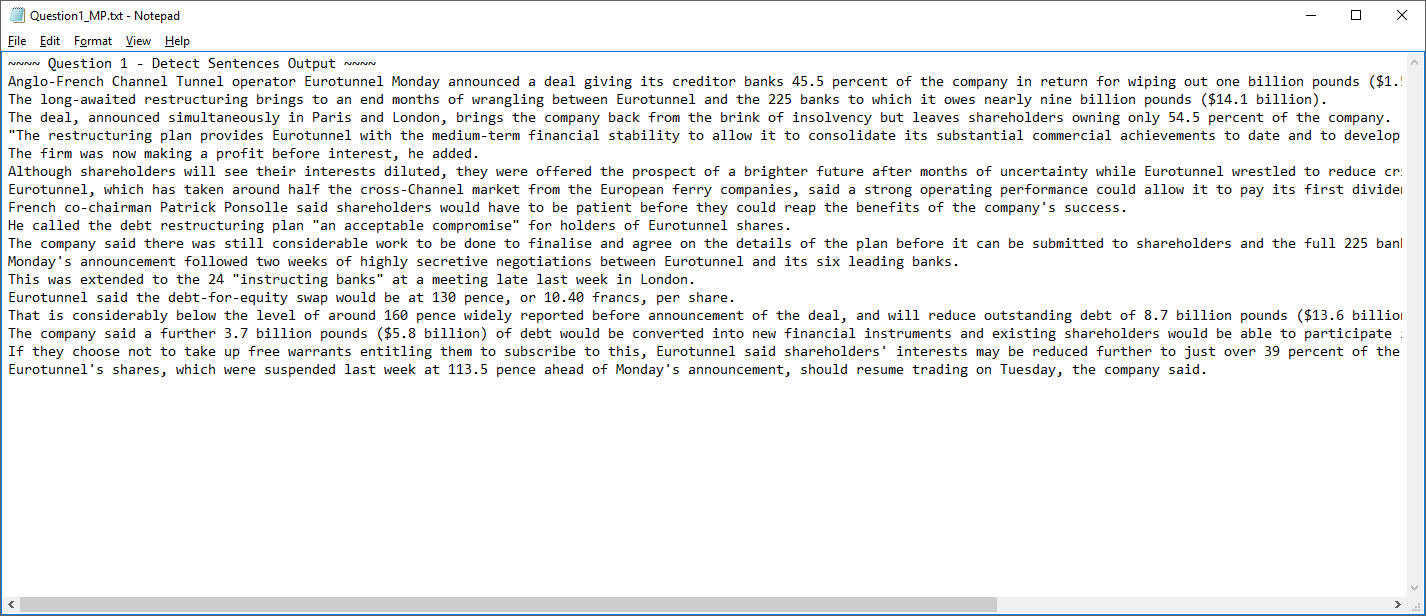 Question1_MP.txt - Notepad
File Edit Format View Help
~~~~ Question 1 - Detect Sentences Output ~~~~
Anglo-French Channel Tunnel operator Eurotunnel Monday announced a deal giving its creditor banks 45.5 percent of the company in return for wiping out one billion pounds ($1.
The long-awaited restructuring brings to an end months of wrangling between Eurotunnel and the 225 banks to which it owes nearly nine billion pounds ($14.1 billion).
The deal, announced simultaneously in Paris and London, brings the company back from the brink of insolvency but leaves shareholders owning only 54.5 percent of the company.
"The restructuring plan provides Eurotunnel with the medium-term financial stability to allow it to consolidate its substantial commercial achievements to date and to develop
The firm was now making a profit before interest, he added.
Although shareholders will see their interests diluted, they were offered the prospect of a brighter future after months of uncertainty while Eurotunnel wrestled to reduce
Eurotunnel, which has taken around half the cross-Channel market from the European ferry companies, said a strong operating performance could allow it to pay its first
French co-chairman Patrick Ponsolle said shareholders would have to be patient before they could reap the benefits of the company's success.
He called the debt restructuring plan "an acceptable compromise" for holders of Eurotunnel shares.
The company said there was still considerable work to be done to finalise and agree on the details of the plan before it can be submitted to shareholders and the full 225
Monday's announcement followed two weeks of highly secretive negotiations between Eurotunnel and its six leading banks.
This was extended to the 24 "instructing banks" at a meeting late last week in London.
Eurotunnel said the debt-for-equity swap would be at 130 pence, or 10.40 francs, per share.
That is considerably below the level of around 160 pence widely reported before announcement of the deal, and will reduce outstanding debt of 8.7 billion pounds ($13.6
The company said a further 3.7 billion pounds ($5.8 billion) of debt would be converted into new financial instruments and existing shareholders would be able to participate
If they choose not to take up free warrants entitling them to subscribe to this, Eurotunnel said shareholders' interests may be reduced further to just over 39 percent of the
Eurotunnel's shares, which were suspended last week at 113.5 pence ahead of Monday's announcement, should resume trading on Tuesday, the company said.